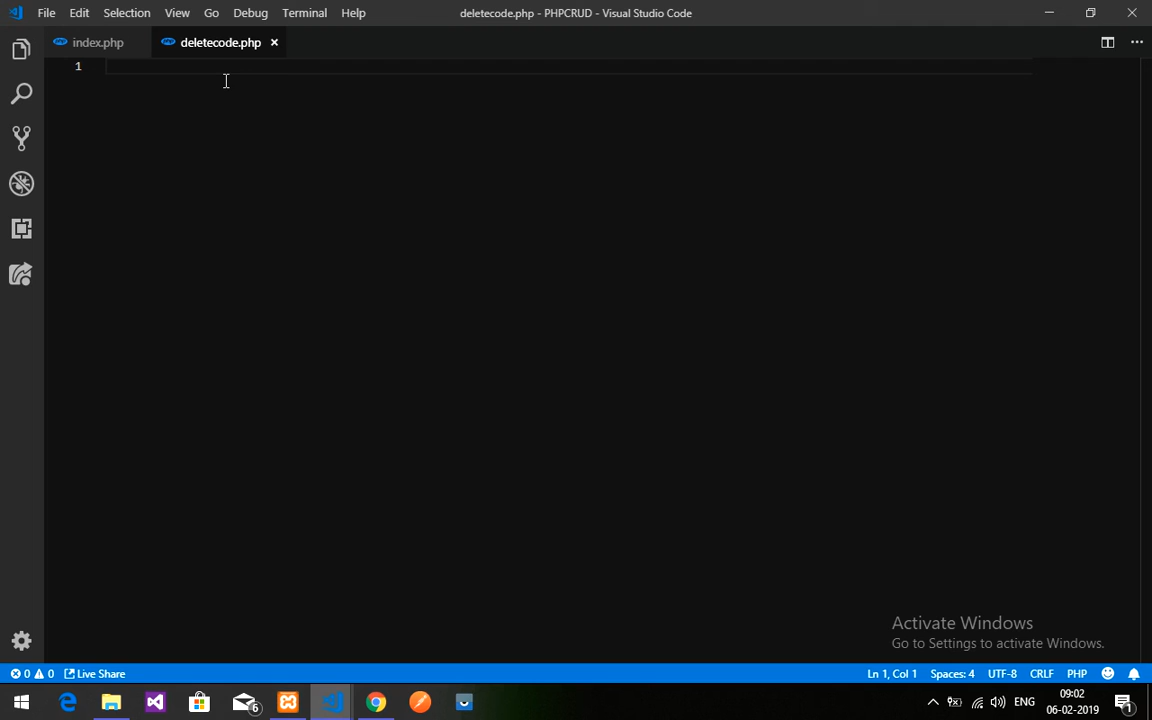 File Edit Selection View Go Debug Terminal Help deletecode.php - PHPCRUD - Visual Studio Code
index.php deletecode.php
1
Activate Windows
Go to Settings to activate Windows.
0 0 Live Share Ln 1, Col 1 Spaces: 4 UTF-8 CRLF PHP
6 ENG 09:02 1
06-02-2019